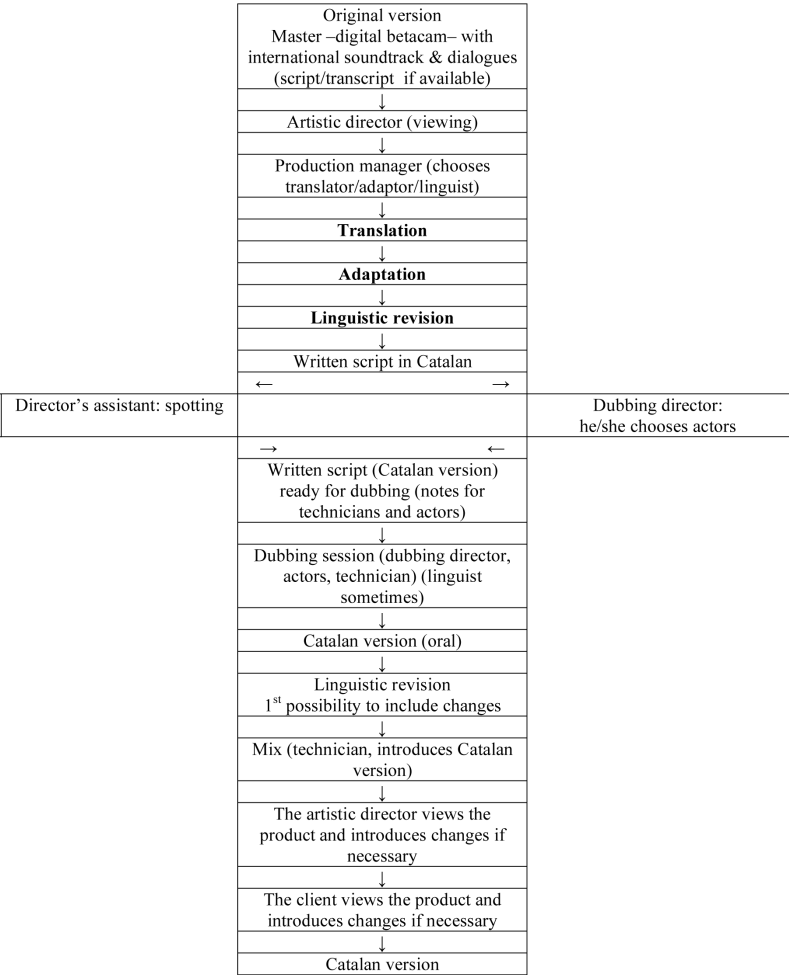 Original version
Master –digital betacam– with
international soundtrack & dialogues
(script/transcript if available)
↓
Artistic director (viewing)
↓
Production manager (chooses
translator/adaptor/linguist)
↓
Translation
↓
Adaptation
↓
Linguistic revision
↓
Written script in Catalan
← →
Director’s assistant: spotting
Dubbing director:
he/she chooses actors
→ ←
Written script (Catalan version)
ready for dubbing (notes for
technicians and actors)
↓
Dubbing session (dubbing director,
actors, technician) (linguist
sometimes)
↓
Catalan version (oral)
↓
Linguistic revision
1st possibility to include changes
↓
Mix (technician, introduces Catalan
version)
↓
The artistic director views the
product and introduces changes if
necessary
↓
The client views the product and
introduces changes if necessary
↓
Catalan version